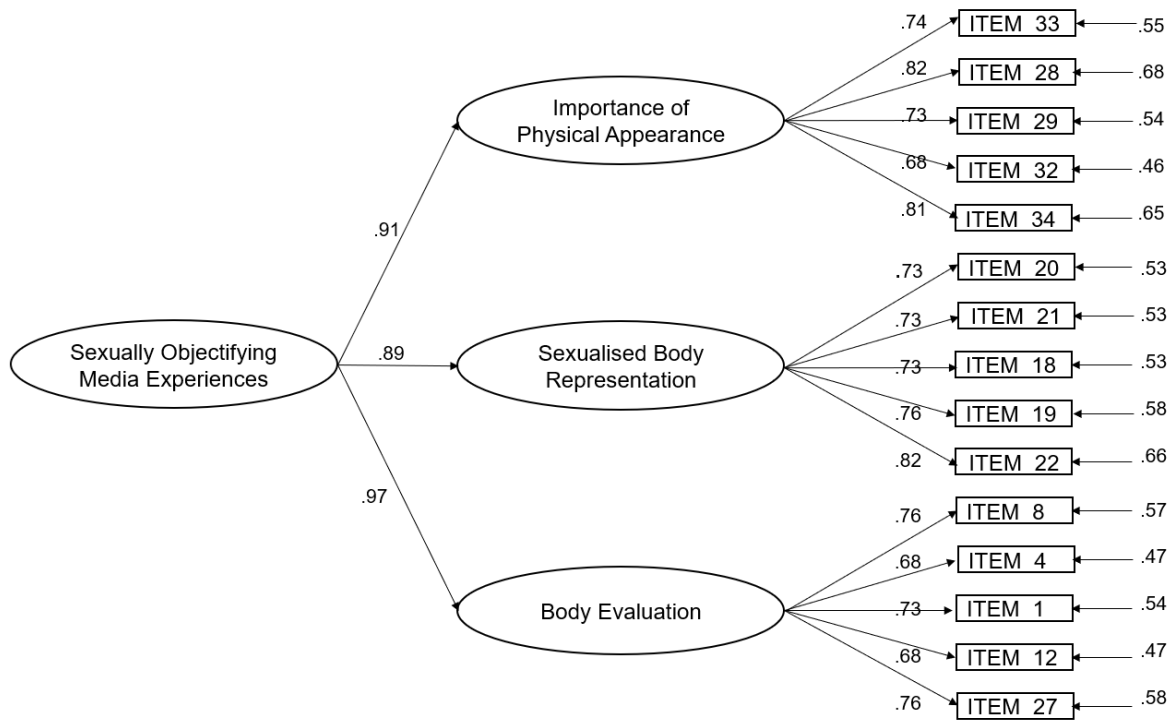 .74
ITEM 33
.55
.82
ITEM 28
.68
Importance of
Physical Appearance
.73
ITEM 29
.54
.68
ITEM 32
.46
.81
ITEM 34
.65
.91
.73
ITEM 20
.53
.73
ITEM 21
.53
Sexually Objectifying
Media Experiences
.89
Sexualised Body
Representation
.73
ITEM 18
.53
.76
ITEM 19
.58
.82
ITEM 22
.66
.97
.76
ITEM 8
.57
.68
ITEM 4
.47
Body Evaluation
.73
ITEM 1
.54
.68
ITEM 12
.47
.76
ITEM 27
.58